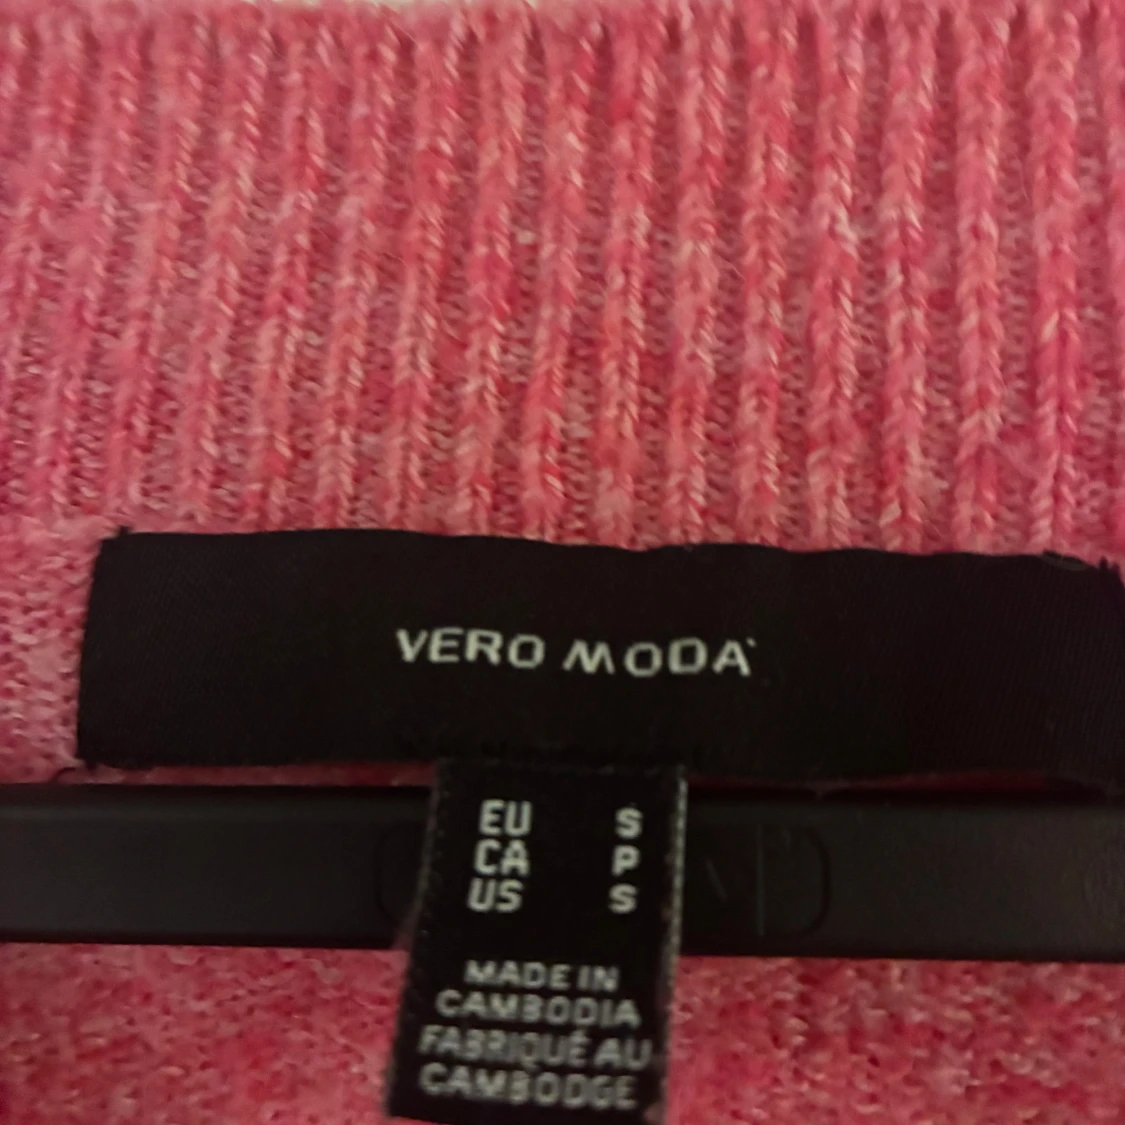 VERO MODA
EU S
CA P
US S
MADE IN
CAMBODIA
FABRIQUÉ AU
CAMBODGE